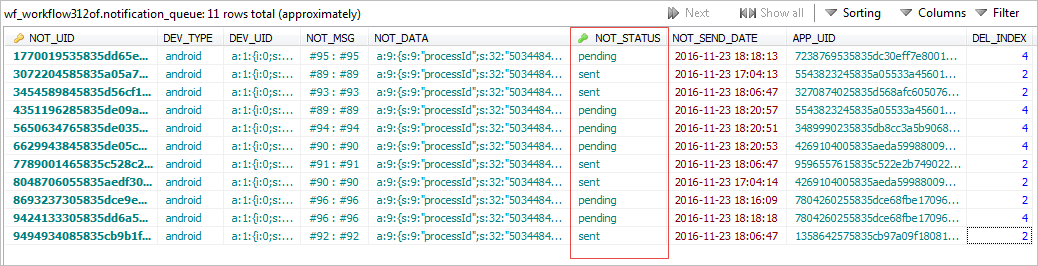 wf_workflow312of.notification_queue: 11 rows total (approximately) Next Show all Sorting Columns Filter
NOT_UID DEV_TYPE DEV_UID NOT_MSG NOT_DATA NOT_STATUS NOT_SEND_DATE APP_UID DEL_INDEX
1770019535835dd65e... android a:1:{i:0;s:... #95 : #95 a:9:{s:9:"processId";s:32:"5034484... pending 2016-11-23 18:18:13 7238769535835dc30eff7e8001... 4
3072204585835a05a7... android a:1:{i:0;s:... #89 : #89 a:9:{s:9:"processId";s:32:"5034484... sent 2016-11-23 17:04:13 5543823245835a05533a45601... 2
3454589845835d56cf1... android a:1:{i:0;s:... #93 : #93 a:9:{s:9:"processId";s:32:"5034484... sent 2016-11-23 18:06:47 3270874025835d568afc605076... 2
4351196285835de09a... android a:1:{i:0;s:... #89 : #89 a:9:{s:9:"processId";s:32:"5034484... pending 2016-11-23 18:20:57 5543823245835a05533a45601... 4
5650634765835de035... android a:1:{i:0;s:... #94 : #94 a:9:{s:9:"processId";s:32:"5034484... pending 2016-11-23 18:20:51 3489990235835db8cc3a5b9068... 4
6629943845835de05c... android a:1:{i:0;s:... #90 : #90 a:9:{s:9:"processId";s:32:"5034484... pending 2016-11-23 18:20:53 4269104005835aeda59988009... 4
7789001465835c528c2... android a:1:{i:0;s:... #91 : #91 a:9:{s:9:"processId";s:32:"5034484... sent 2016-11-23 18:06:47 9596557615835c522e2b749022... 2
8048706055835aedf30... android a:1:{i:0;s:... #90 : #90 a:9:{s:9:"processId";s:32:"5034484... sent 2016-11-23 17:04:14 4269104005835aeda59988009... 2
8693237305835dce9e... android a:1:{i:0;s:... #96 : #96 a:9:{s:9:"processId";s:32:"5034484... pending 2016-11-23 18:16:09 7804260255835dce68fbe17096... 2
9424133305835dd6a5... android a:1:{i:0;s:... #96 : #96 a:9:{s:9:"processId";s:32:"5034484... pending 2016-11-23 18:18:18 7804260255835dce68fbe17096... 4
9494934085835cb9b1f... android a:1:{i:0;s:... #92 : #92 a:9:{s:9:"processId";s:32:"5034484... sent 2016-11-23 18:06:47 1358642575835cb97a09f18081... 2